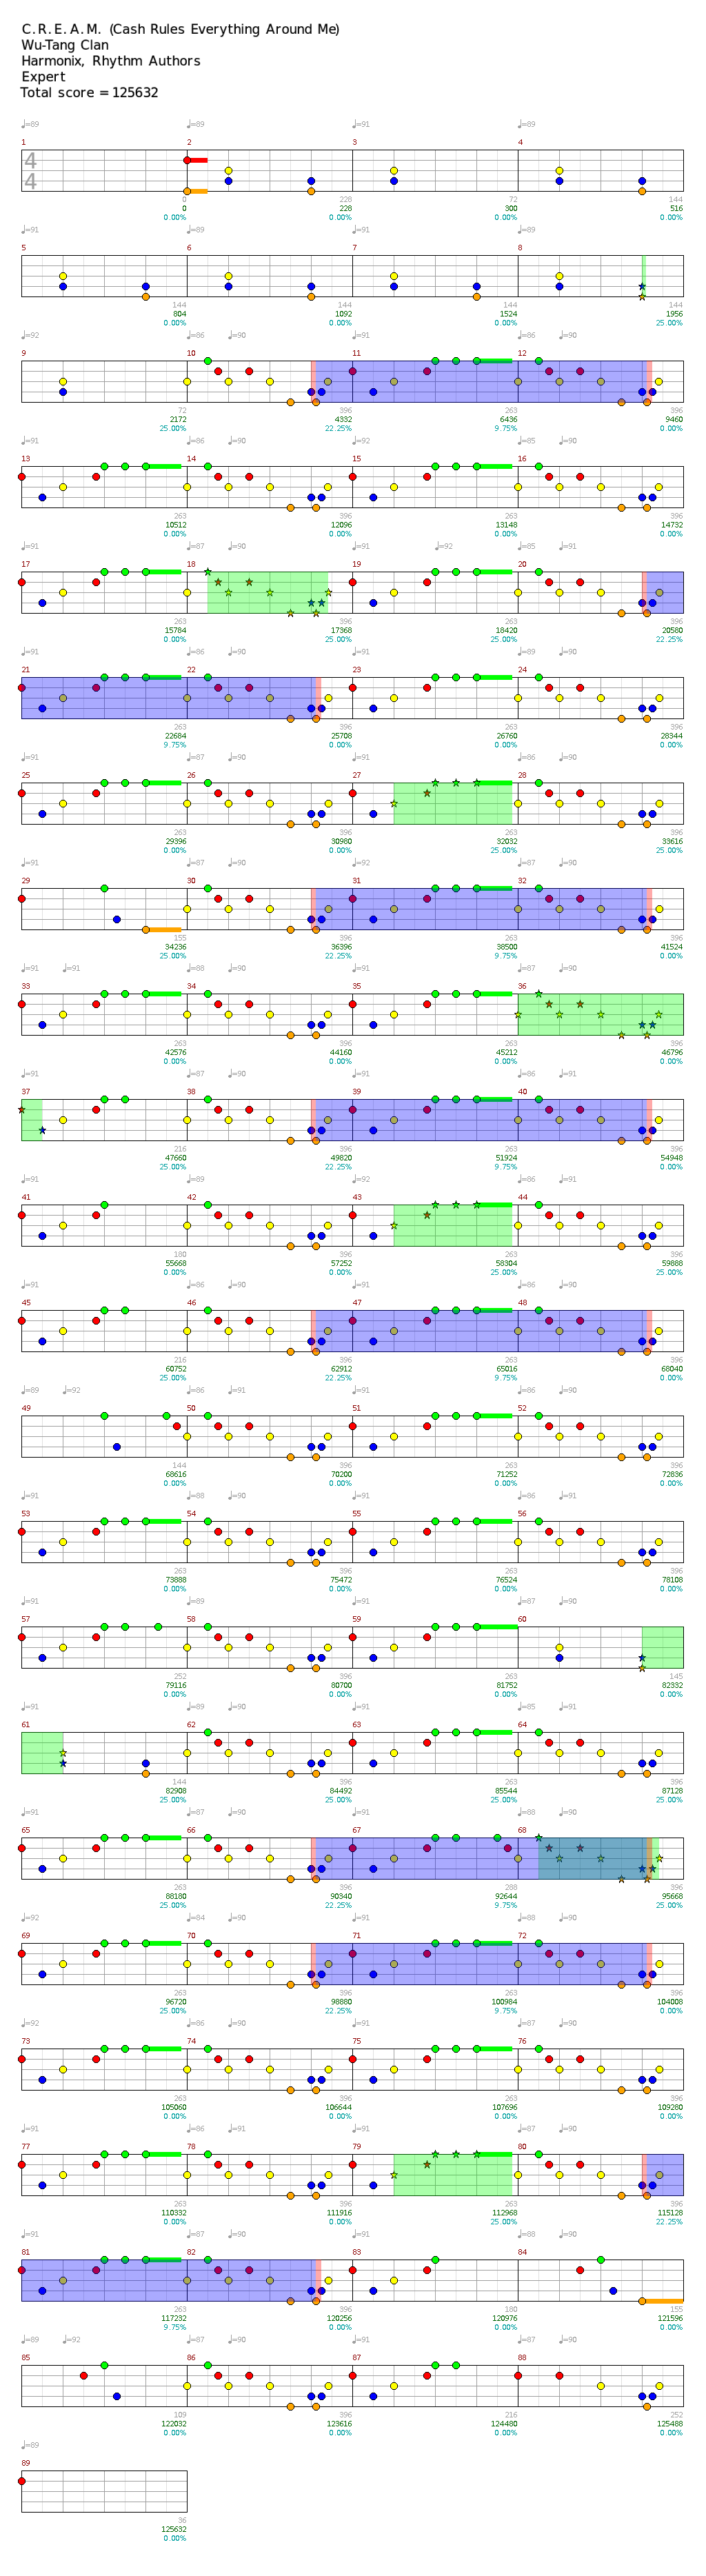 C.R.E.A.M. (Cash Rules Everything Around Me)
Wu-Tang Clan
Harmonix, Rhythm Authors
Expert
Total score = 125632
♩=89 ♩=89 ♩=91 ♩=89
1 2 3 4
4
4
0 228 72 144
0 228 300 516
0.00% 0.00% 0.00% 0.00%
♩=91 ♩=89 ♩=91 ♩=89
5 6 7 8
144 144 144 144
804 1092 1524 1956
0.00% 0.00% 0.00% 25.00%
♩=92 ♩=86 ♩=90 ♩=91 ♩=86 ♩=90
9 10 11 12
72 396 263 396
2172 4332 6436 9460
25.00% 22.25% 9.75% 0.00%
♩=91 ♩=86 ♩=90 ♩=92 ♩=85 ♩=90
13 14 15 16
263 396 263 396
10512 12096 13148 14732
0.00% 0.00% 0.00% 0.00%
♩=91 ♩=86 ♩=90 ♩=91 ♩=92 ♩=85 ♩=91
17 18 19 20
263 396 263 396
15784 17368 18420 20580
0.00% 25.00% 25.00% 22.25%
♩=91 ♩=86 ♩=90 ♩=91 ♩=86 ♩=90
21 22 23 24
263 396 263 396
22684 25708 26760 28344
9.75% 0.00% 0.00% 0.00%
♩=91 ♩=87 ♩=90 ♩=91 ♩=86 ♩=90
25 26 27 28
263 396 263 396
29396 30980 32032 33616
0.00% 0.00% 25.00% 25.00%
♩=91 ♩=87 ♩=90 ♩=92 ♩=87 ♩=90
29 30 31 32
155 396 263 396
34236 36396 38500 41524
25.00% 22.25% 9.75% 0.00%
♩=91 ♩=91 ♩=88 ♩=90 ♩=91 ♩=87 ♩=90
33 34 35 36
263 396 263 396
42576 44160 45212 46796
0.00% 0.00% 0.00% 25.00%
♩=91 ♩=87 ♩=90 ♩=91 ♩=86 ♩=91
37 38 39 40
216 396 263 396
47660 49820 51924 54948
25.00% 22.25% 9.75% 0.00%
♩=91 ♩=89 ♩=92 ♩=86 ♩=91
41 42 43 44
180 396 263 396
55668 57252 58304 59888
0.00% 0.00% 25.00% 25.00%
♩=91 ♩=86 ♩=90 ♩=91 ♩=87 ♩=90
45 46 47 48
216 396 263 396
60752 62912 65016 68040
25.00% 22.25% 9.75% 0.00%
♩=89 ♩=92 ♩=86 ♩=91 ♩=91 ♩=86 ♩=90
49 50 51 52
144 396 263 396
68616 70200 71252 72836
0.00% 0.00% 0.00% 0.00%
♩=91 ♩=88 ♩=90 ♩=91 ♩=86 ♩=91
53 54 55 56
263 396 263 396
73888 75472 76524 78108
0.00% 0.00% 0.00% 0.00%
♩=91 ♩=89 ♩=90 ♩=91 ♩=87 ♩=90
57 58 59 60
252 396 263 145
79116 80700 81752 82332
0.00% 0.00% 0.00% 0.00%
♩=91 ♩=89 ♩=90 ♩=91 ♩=85 ♩=91
61 62 63 64
144 396 263 396
82908 84492 85544 87128
25.00% 25.00% 25.00% 25.00%
♩=91 ♩=87 ♩=90 ♩=91 ♩=88
65 66 67 68
263 396 288 396
88180 90340 92644 95668
25.00% 22.25% 9.75% 25.00%
♩=92 ♩=84 ♩=90 ♩=91 ♩=88 ♩=90
69 70 71 72
263 396 263 396
96720 98880 100984 104008
25.00% 22.25% 9.75% 0.00%
♩=92 ♩=87 ♩=90 ♩=91 ♩=87
73 74 75 76
263 396 263 396
105060 106644 107696 109280
0.00% 0.00% 0.00% 0.00%
♩=91 ♩=86 ♩=91 ♩=91 ♩=87 ♩=90
77 78 79 80
263 396 263 396
110332 111916 112968 115128
0.00% 0.00% 25.00% 22.25%
♩=91 ♩=87 ♩=90 ♩=91 ♩=88 ♩=90
81 82 83 84
263 396 180 155
117232 120256 120976 121596
9.75% 0.00% 0.00% 0.00%
♩=89 ♩=92 ♩=87 ♩=90 ♩=91 ♩=87 ♩=90
85 86 87 88
109 396 216 252
122032 123616 124480 125488
0.00% 0.00% 0.00% 0.00%
♩=89
89
36
125632
0.00%